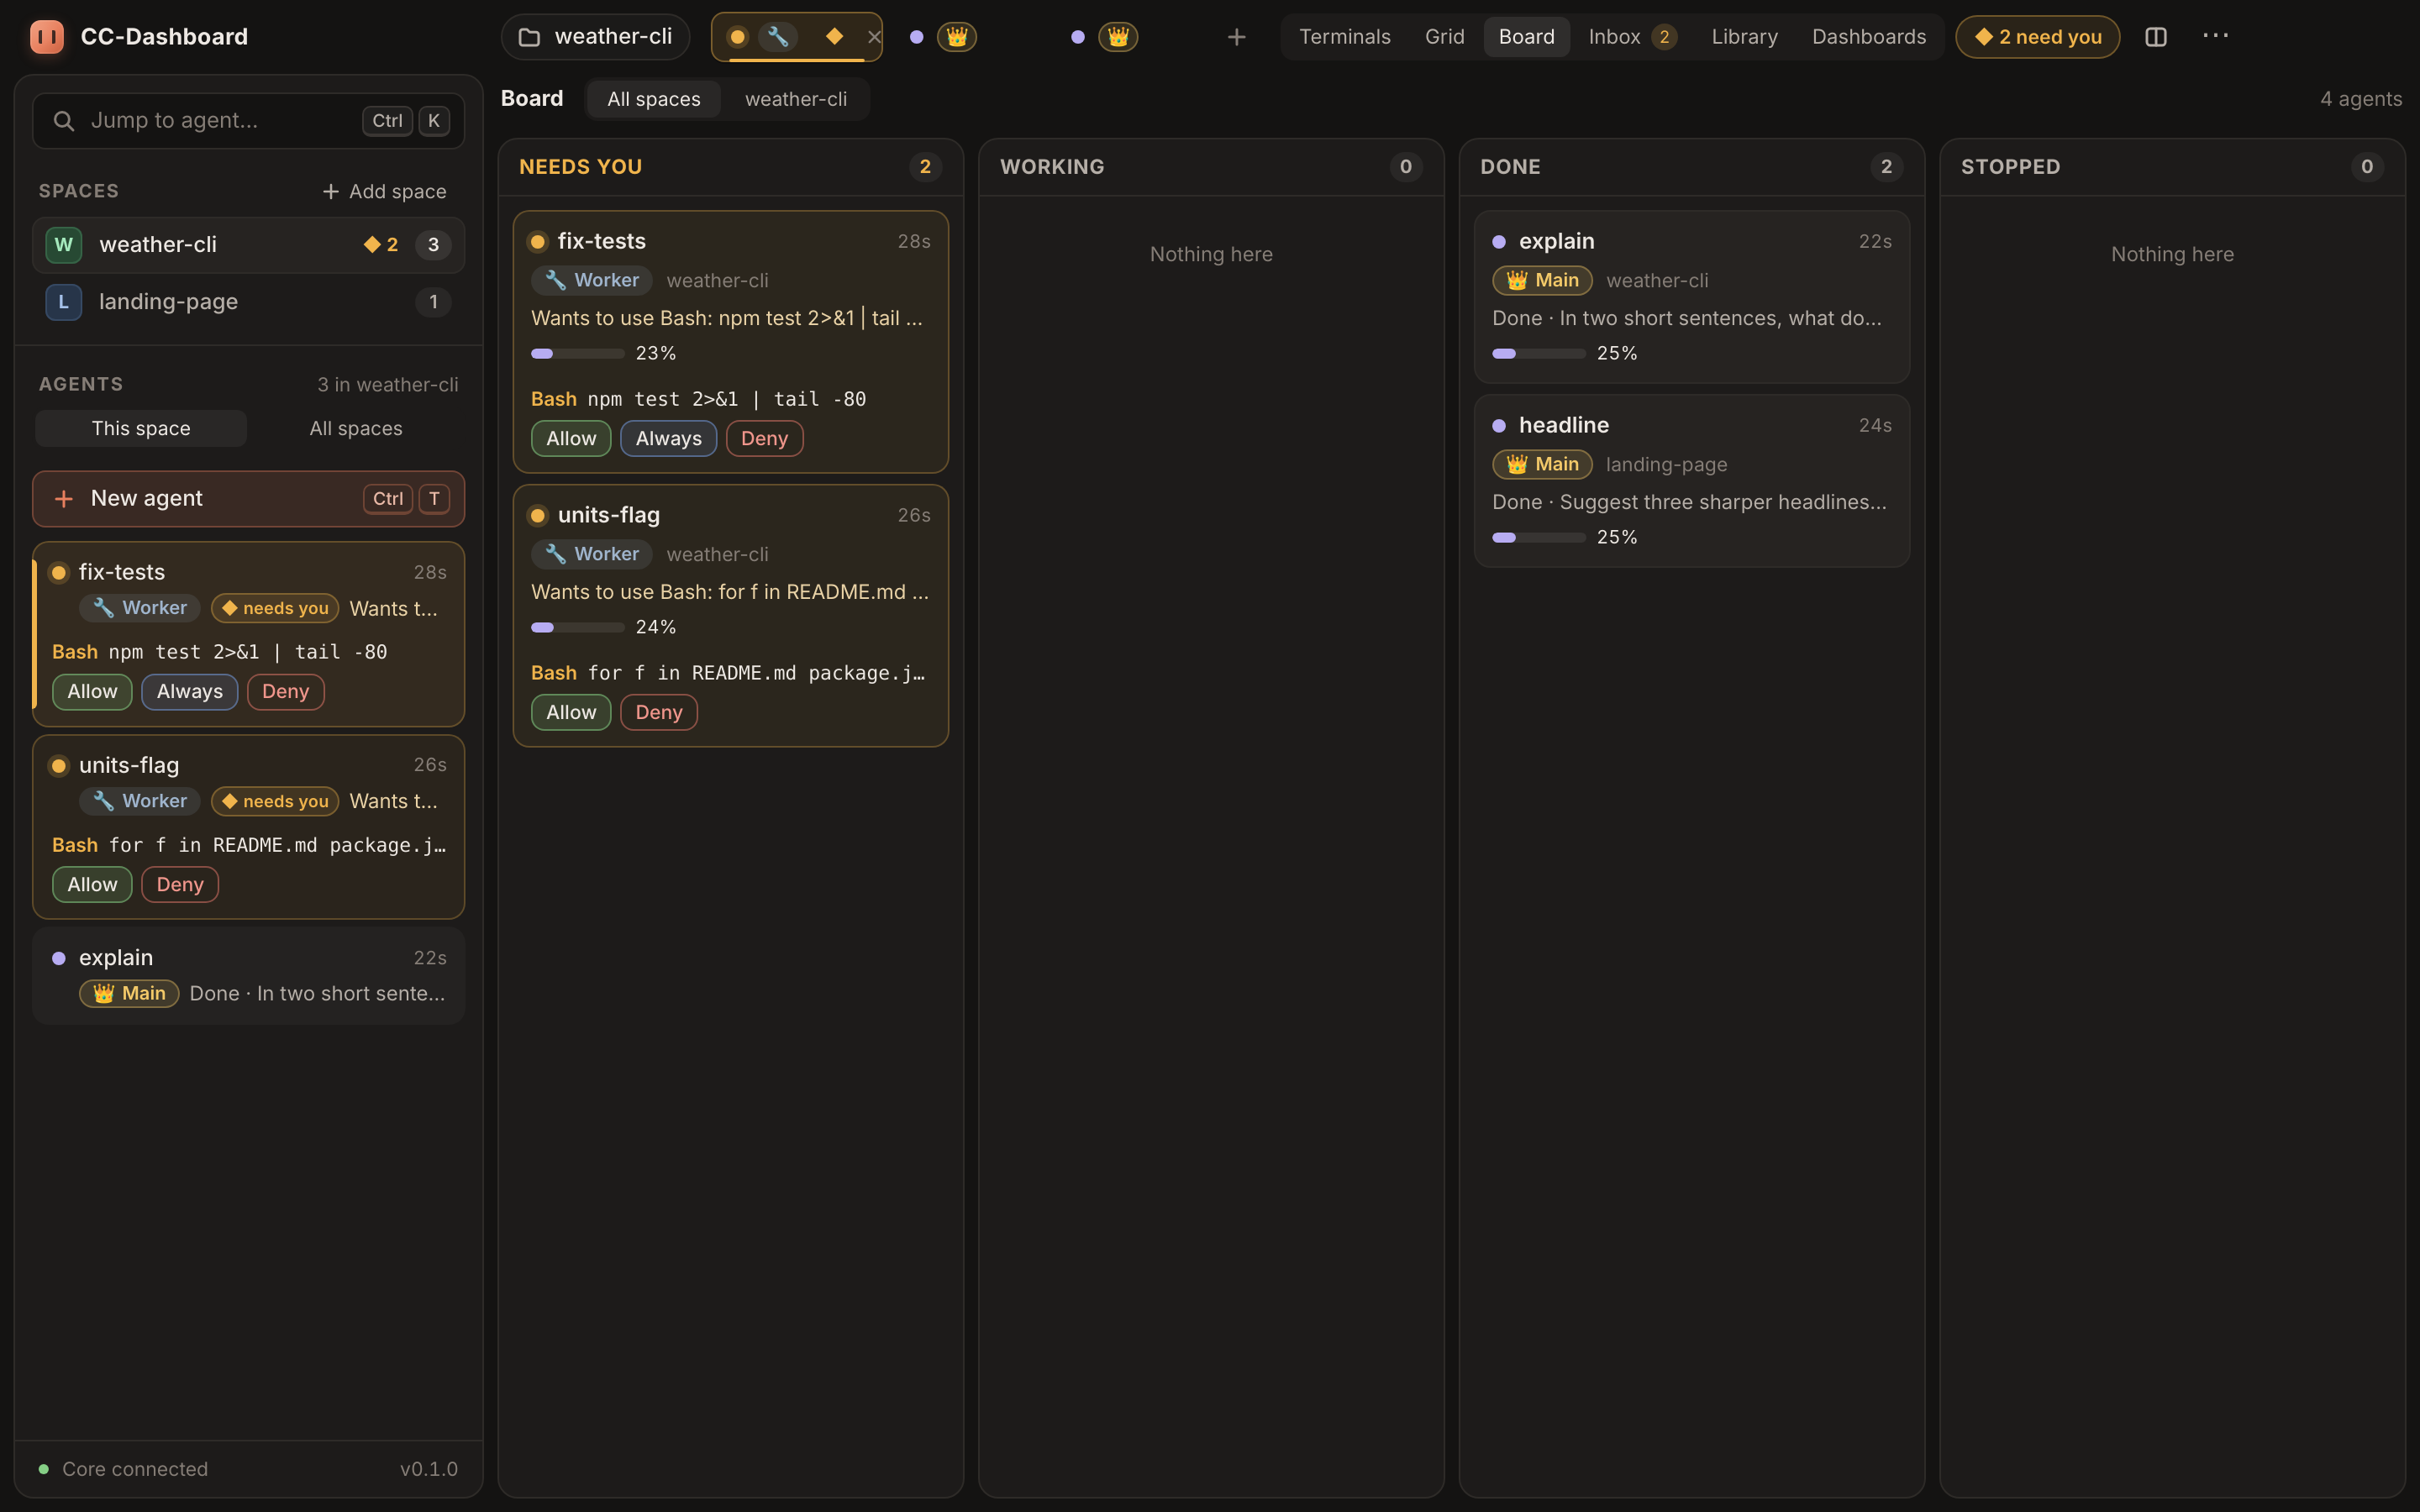 CC-Dashboard
weather-cli
Terminals Grid Board Inbox 2 Library Dashboards
2 need you
Jump to agent... Ctrl K
SPACES + Add space
W weather-cli 2 3
L landing-page 1
AGENTS 3 in weather-cli
This space All spaces
+ New agent Ctrl T
fix-tests 28s
Worker needs you Wants t...
Bash npm test 2>&1 | tail -80
Allow Always Deny
units-flag 26s
Worker needs you Wants t...
Bash for f in README.md package.j...
Allow Deny
explain 22s
Main Done · In two short sente...
Core connected v0.1.0
Board All spaces weather-cli 4 agents
NEEDS YOU 2
fix-tests 28s
Worker weather-cli
Wants to use Bash: npm test 2>&1 | tail ...
23%
Bash npm test 2>&1 | tail -80
Allow Always Deny
units-flag 26s
Worker weather-cli
Wants to use Bash: for f in README.md ...
24%
Bash for f in README.md package.j...
Allow Deny
WORKING 0
Nothing here
DONE 2
explain 22s
Main weather-cli
Done · In two short sentences, what do...
25%
headline 24s
Main landing-page
Done · Suggest three sharper headlines...
25%
STOPPED 0
Nothing here